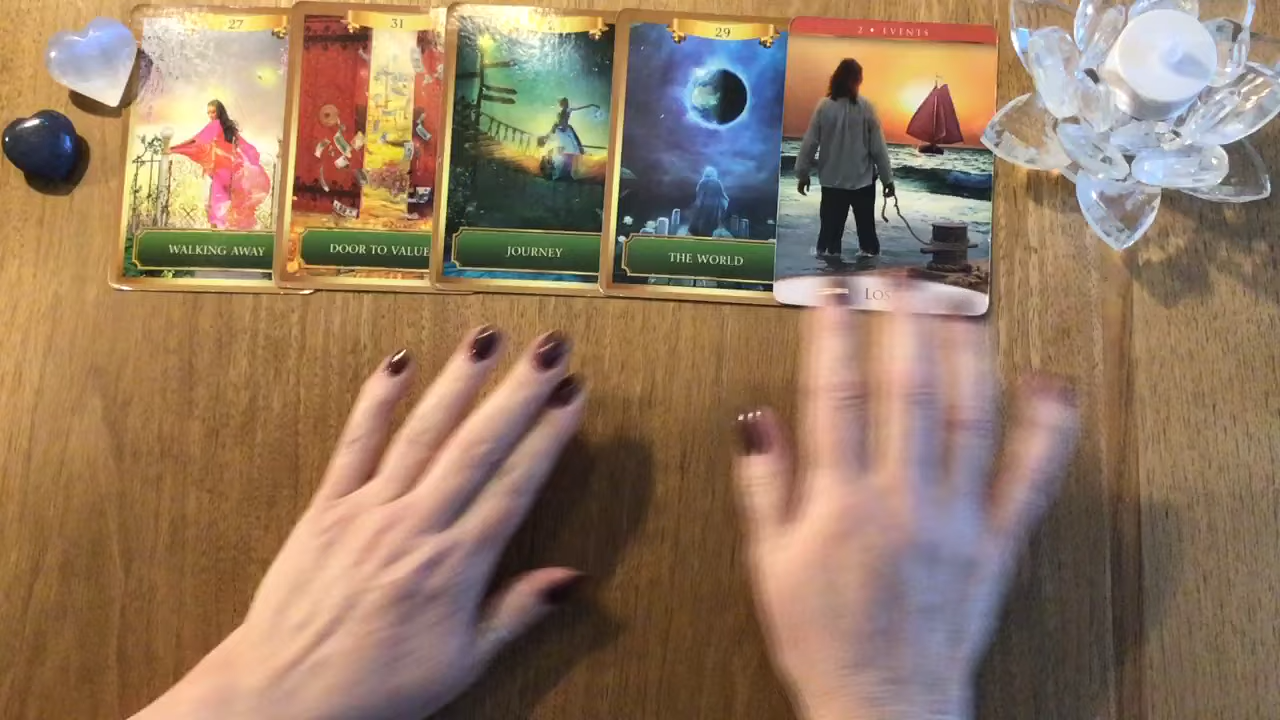 27
WALKING AWAY
31
DOOR TO VALUE
JOURNEY
29
THE WORLD
2 • EVENTS